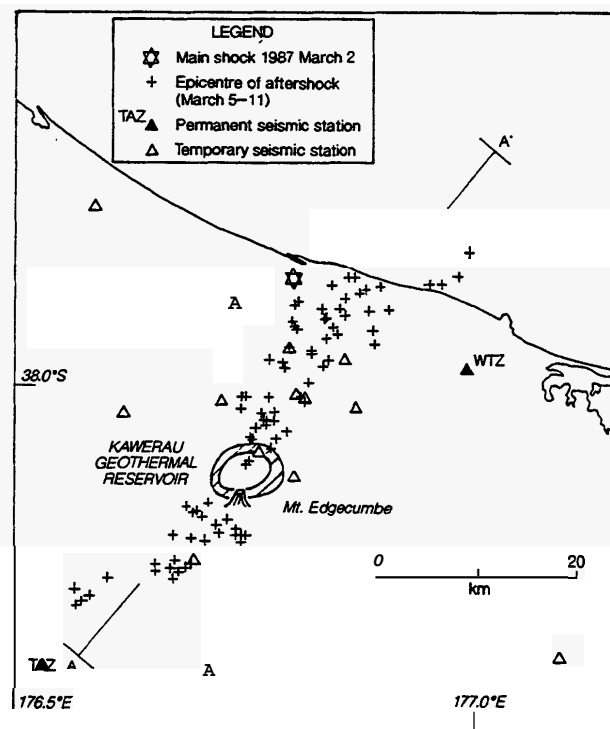 LEGEND
Main shock 1987 March 2
Epicentre of aftershock
(March 5–11)
TAZ
Permanent seismic station
Temporary seismic station
A'
A
WTZ
38.0°S
KAWERAU
GEOTHERMAL
RESERVOIR
Mt. Edgecumbe
0 20
km
TAZ
A
A
176.5°E
177.0°E